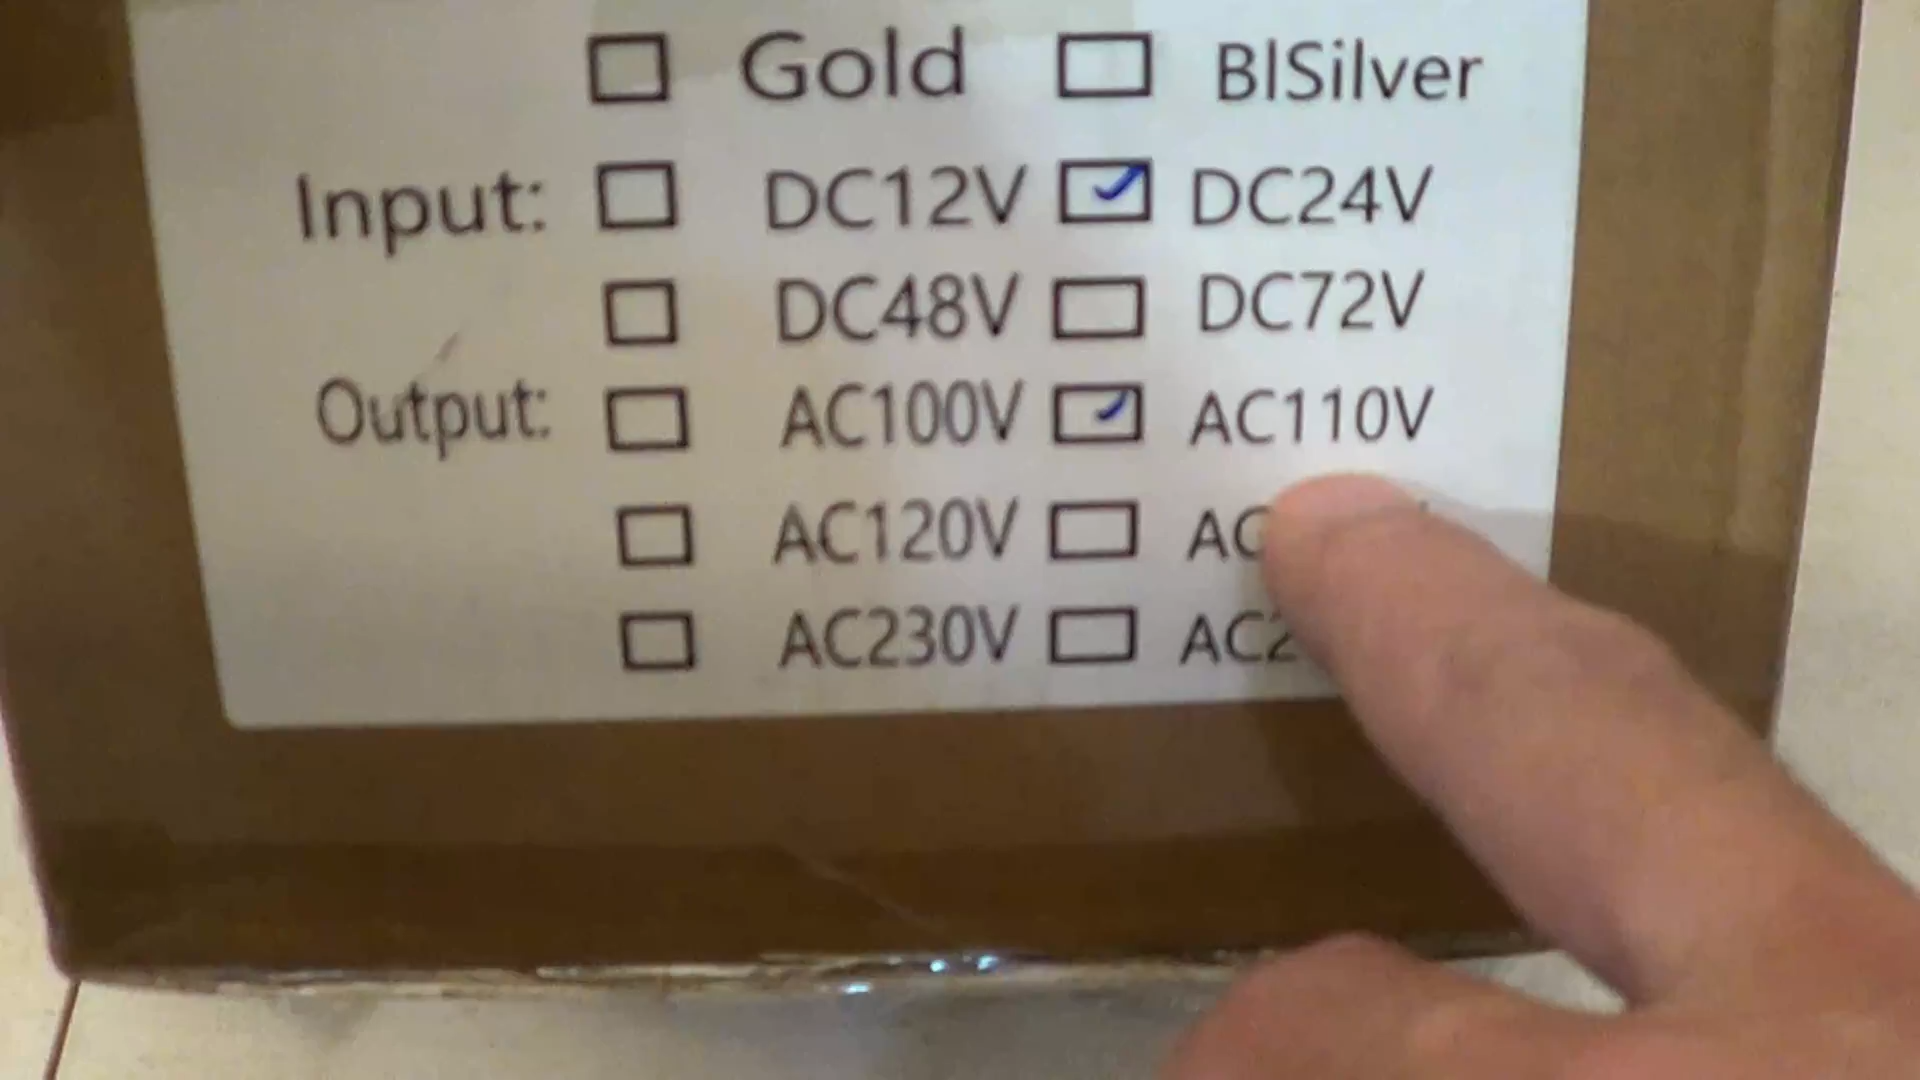 ☐ Gold ☐ BlSilver
Input: ☐ DC12V ☑ DC24V
☐ DC48V ☐ DC72V
Output: ☐ AC100V ☑ AC110V
☐ AC120V ☐
☐ AC230V ☐